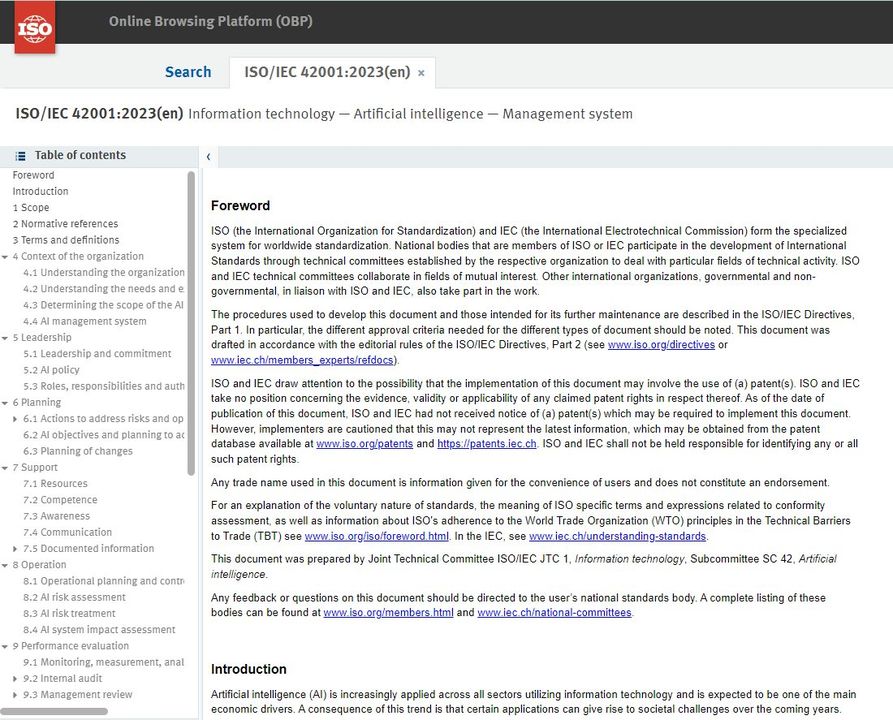 ISO
Online Browsing Platform (OBP)
Search
ISO/IEC 42001:2023(en) ×
ISO/IEC 42001:2023(en) Information technology — Artificial intelligence — Management system
Table of contents
Foreword
Introduction
1 Scope
2 Normative references
3 Terms and definitions
4 Context of the organization
4.1 Understanding the organization
4.2 Understanding the needs and e
4.3 Determining the scope of the AI
4.4 AI management system
5 Leadership
5.1 Leadership and commitment
5.2 AI policy
5.3 Roles, responsibilities and auth
6 Planning
6.1 Actions to address risks and op
6.2 AI objectives and planning to ac
6.3 Planning of changes
7 Support
7.1 Resources
7.2 Competence
7.3 Awareness
7.4 Communication
7.5 Documented information
8 Operation
8.1 Operational planning and contr
8.2 AI risk assessment
8.3 AI risk treatment
8.4 AI system impact assessment
9 Performance evaluation
9.1 Monitoring, measurement, anal
9.2 Internal audit
9.3 Management review
Foreword
ISO (the International Organization for Standardization) and IEC (the International Electrotechnical Commission) form the specialized
system for worldwide standardization. National bodies that are members of ISO or IEC participate in the development of International
Standards through technical committees established by the respective organization to deal with particular fields of technical activity. ISO
and IEC technical committees collaborate in fields of mutual interest. Other international organizations, governmental and non-
governmental, in liaison with ISO and IEC, also take part in the work.
The procedures used to develop this document and those intended for its further maintenance are described in the ISO/IEC Directives,
Part 1. In particular, the different approval criteria needed for the different types of document should be noted. This document was
drafted in accordance with the editorial rules of the ISO/IEC Directives, Part 2 (see www.iso.org/directives or
www.iec.ch/members_experts/refdocs).
ISO and IEC draw attention to the possibility that the implementation of this document may involve the use of (a) patent(s). ISO and IEC
take no position concerning the evidence, validity or applicability of any claimed patent rights in respect thereof. As of the date of
publication of this document, ISO and IEC had not received notice of (a) patent(s) which may be required to implement this document.
However, implementers are cautioned that this may not represent the latest information, which may be obtained from the patent
database available at www.iso.org/patents and https://patents.iec.ch. ISO and IEC shall not be held responsible for identifying any or all
such patent rights.
Any trade name used in this document is information given for the convenience of users and does not constitute an endorsement.
For an explanation of the voluntary nature of standards, the meaning of ISO specific terms and expressions related to conformity
assessment, as well as information about ISO's adherence to the World Trade Organization (WTO) principles in the Technical Barriers
to Trade (TBT) see www.iso.org/iso/foreword.html. In the IEC, see www.iec.ch/understanding-standards.
This document was prepared by Joint Technical Committee ISO/IEC JTC 1, Information technology, Subcommittee SC 42, Artificial
intelligence.
Any feedback or questions on this document should be directed to the user's national standards body. A complete listing of these
bodies can be found at www.iso.org/members.html and www.iec.ch/national-committees.
Introduction
Artificial intelligence (AI) is increasingly applied across all sectors utilizing information technology and is expected to be one of the main
economic drivers. A consequence of this trend is that certain applications can give rise to societal challenges over the coming years.